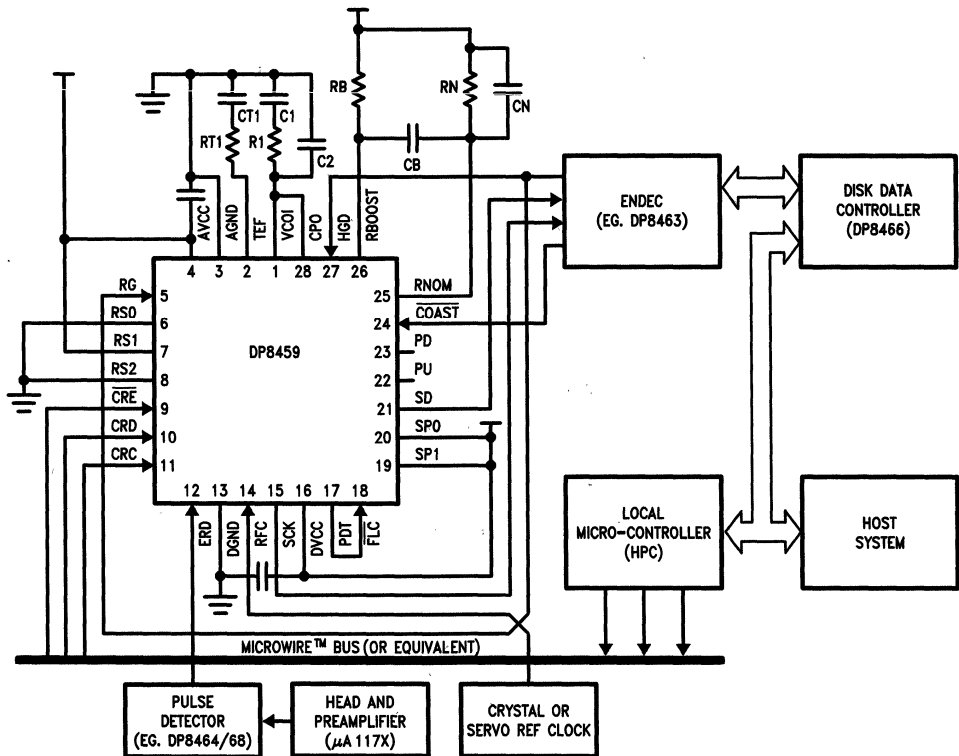 RB
RN
CN
CT1
C1
RT1
R1
C2
CB
AVCC
AGND
TEF
VCOI
CPO
HGD
RBOOST
4
3
2
1
28
27
26
RG
5
RS0
6
RS1
7
RS2
8
CRE
9
CRD
10
CRC
11
DP8459
25
RNOM
24
COAST
23
PD
22
PU
21
SD
20
SP0
19
SP1
12
13
14
15
16
17
18
ERD
DGND
RFC
SCK
DVCC
PDT
FLC
ENDEC
(EG. DP8463)
DISK DATA
CONTROLLER
(DP8466)
LOCAL
MICRO-CONTROLLER
(HPC)
HOST
SYSTEM
MICROWIRE™ BUS (OR EQUIVALENT)
PULSE
DETECTOR
(EG. DP8464/68)
HEAD AND
PREAMPLIFIER
(µA 117X)
CRYSTAL OR
SERVO REF CLOCK